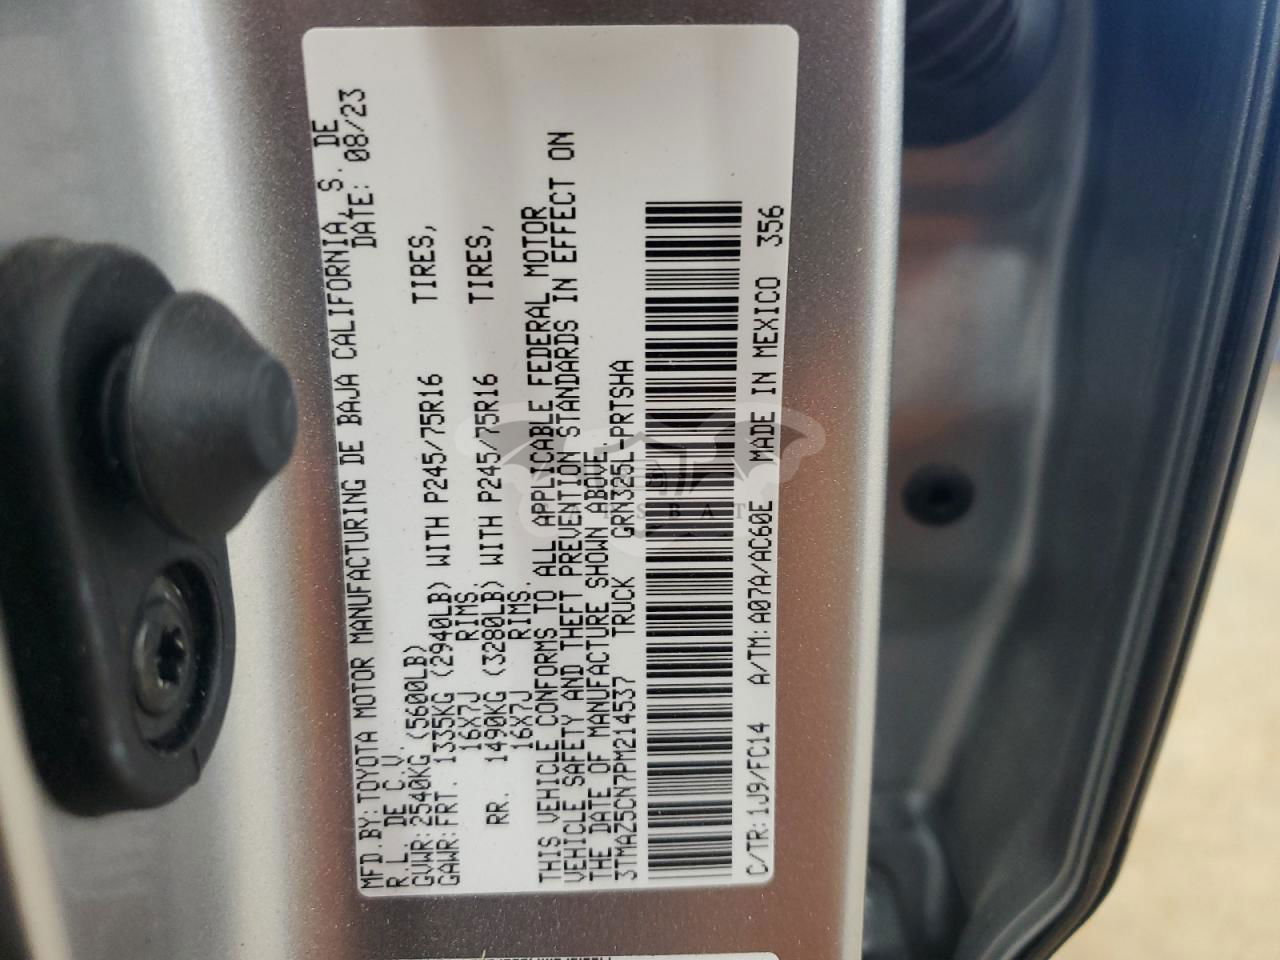 MFD.BY:TOYOTA MOTOR MANUFACTURING DE BAJA CALIFORNIA, S. DE
R.L. DE C.V. DATE: 08/23
GVWR:2540KG (5600LB)
GAWR:FRT. 1335KG (2940LB) WITH P245/75R16 TIRES,
16X7J RIMS.
RR. 1490KG (3280LB) WITH P245/75R16 TIRES,
16X7J RIMS.
THIS VEHICLE CONFORMS TO ALL APPLICABLE FEDERAL MOTOR
VEHICLE SAFETY AND THEFT PREVENTION STANDARDS IN EFFECT ON
THE DATE OF MANUFACTURE SHOWN ABOVE.
3TMAZ5CN7PM214537 TRUCK GRN325L-PRTSHA
C/TR:1J9/FC14 A/TM:A07A/AC60E MADE IN MEXICO 356